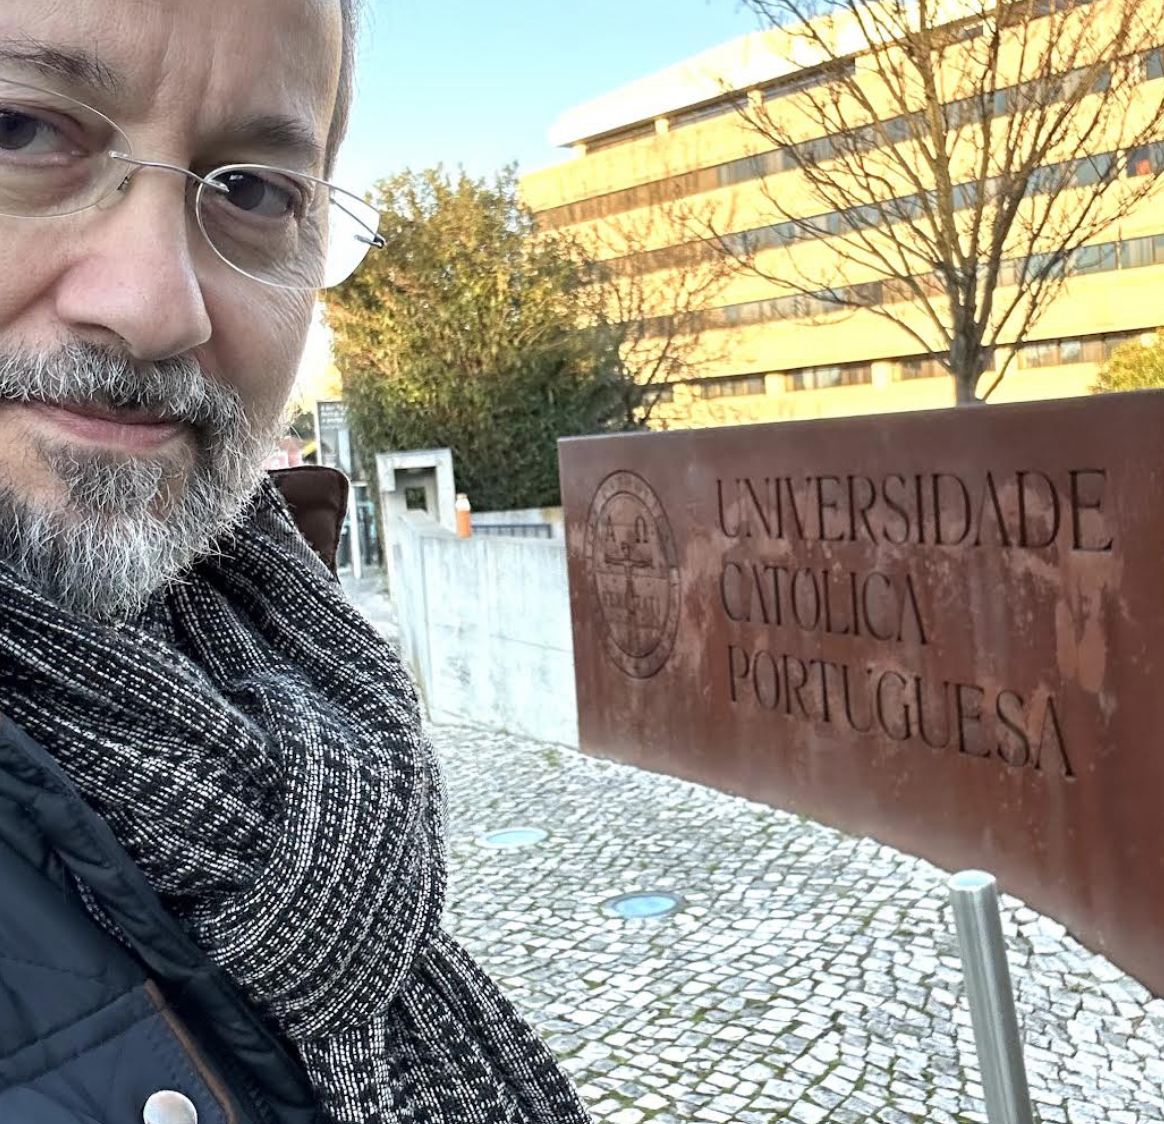 Α Ω
UNIVERSIDADE
CATÓLICA
PORTUGUESA